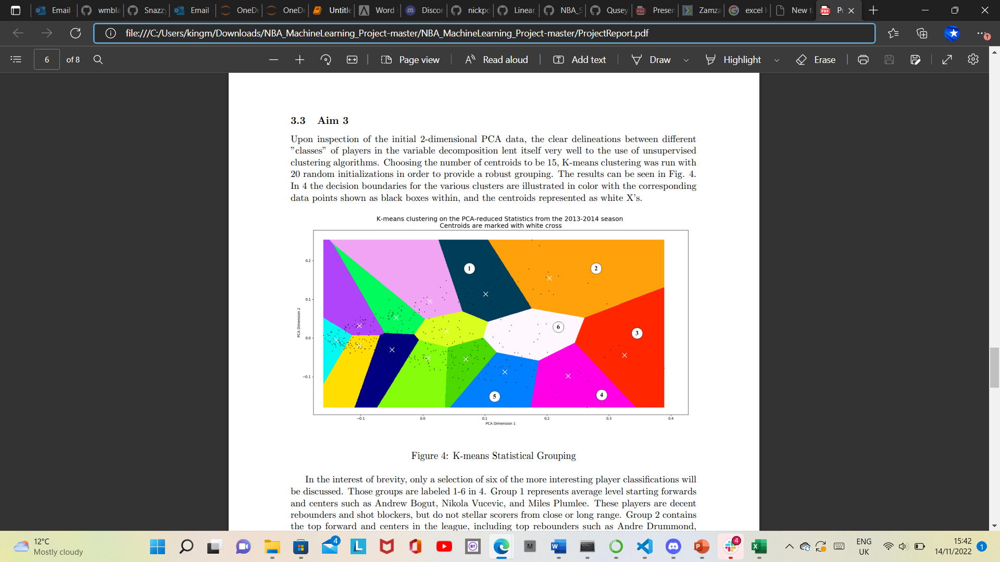 Email
wmbla
Snazzy
Email
OneDr
OneDr
Untitle
Word
Discor
nickpo
Linear
NBA_S
Qusey
Presen
Zamza
excel l
New ta
file:///C:/Users/kingm/Downloads/NBA_MachineLearning_Project-master/NBA_MachineLearning_Project-master/ProjectReport.pdf
6 of 8
Page view
Read aloud
Add text
Draw
Highlight
Erase
3.3 Aim 3
Upon inspection of the initial 2-dimensional PCA data, the clear delineations between different
”classes” of players in the variable decomposition lent itself very well to the use of unsupervised
clustering algorithms. Choosing the number of centroids to be 15, K-means clustering was run with
20 random initializations in order to provide a robust grouping. The results can be seen in Fig. 4.
In 4 the decision boundaries for the various clusters are illustrated in color with the corresponding
data points shown as black boxes within, and the centroids represented as white X’s.
K-means clustering on the PCA-reduced Statistics from the 2013-2014 season
Centroids are marked with white cross
0.2
0.1
0.0
−0.1
PCA Dimension 2
1
2
3
6
5
4
−0.1
0.0
0.1
0.2
0.3
0.4
PCA Dimension 1
Figure 4: K-means Statistical Grouping
In the interest of brevity, only a selection of six of the more interesting player classifications will
be discussed. Those groups are labeled 1-6 in 4. Group 1 represents average level starting forwards
and centers such as Andrew Bogut, Nikola Vucevic, and Miles Plumlee. These players are decent
rebounders and shot blockers, but do not stellar scorers from close or long range. Group 2 contains
the top forward and centers in the league, including top rebounders such as Andre Drummond,
12°C
Mostly cloudy
4
4
ENG
UK
15:42
14/11/2022
1